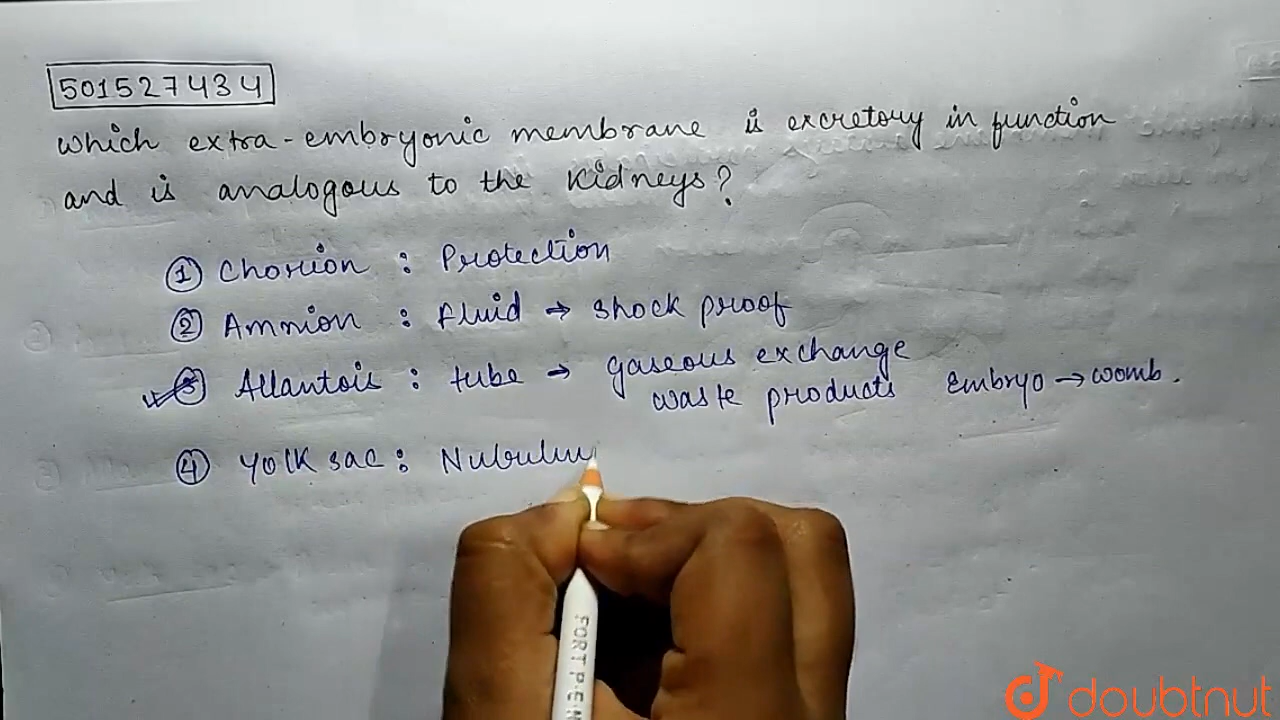 501527434
which extra-embryonic membrane is excretory in function
and is analogous to the kidneys?
① Chorion : Protection
② Amnion : fluid → shock proof
③ Allantois : tube → gaseous exchange
waste products embryo → womb.
④ Yolk sac :
FORT P.E.N
doubtnut